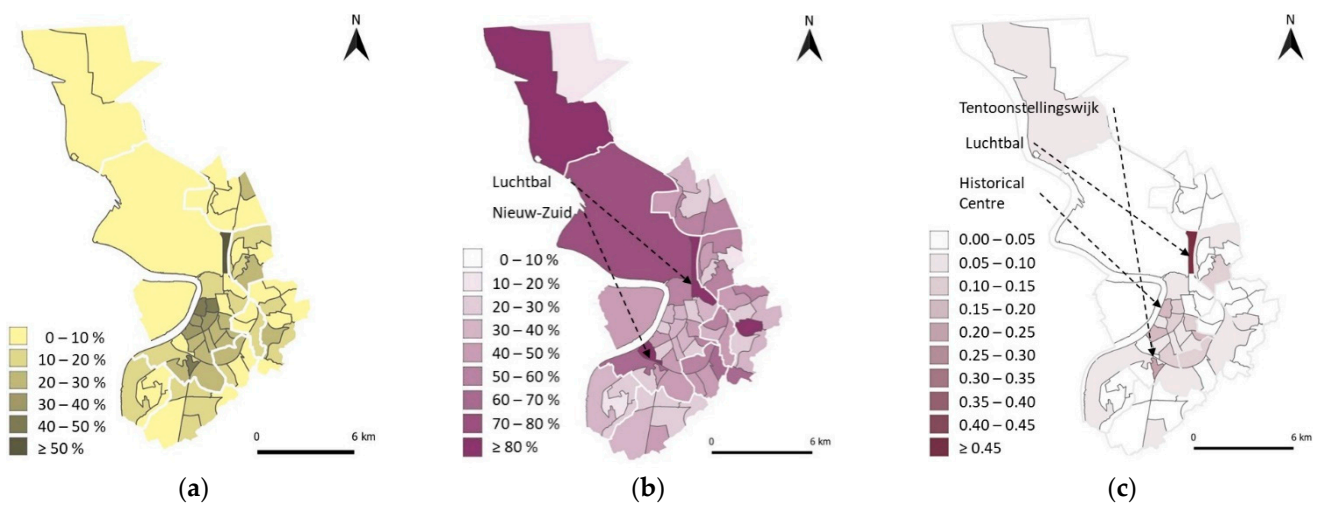 N
0 – 10 %
10 – 20 %
20 – 30 %
30 – 40 %
40 – 50 %
≥ 50 %
0
6 km
(a)
N
Luchtbal
Nieuw-Zuid
0 – 10 %
10 – 20 %
20 – 30 %
30 – 40 %
40 – 50 %
50 – 60 %
60 – 70 %
70 – 80 %
≥ 80 %
0
6 km
(b)
N
Tentoonstellingswijk
Luchtbal
Historical
Centre
0.00 – 0.05
0.05 – 0.10
0.10 – 0.15
0.15 – 0.20
0.20 – 0.25
0.25 – 0.30
0.30 – 0.35
0.35 – 0.40
0.40 – 0.45
≥ 0.45
0
6 km
(c)